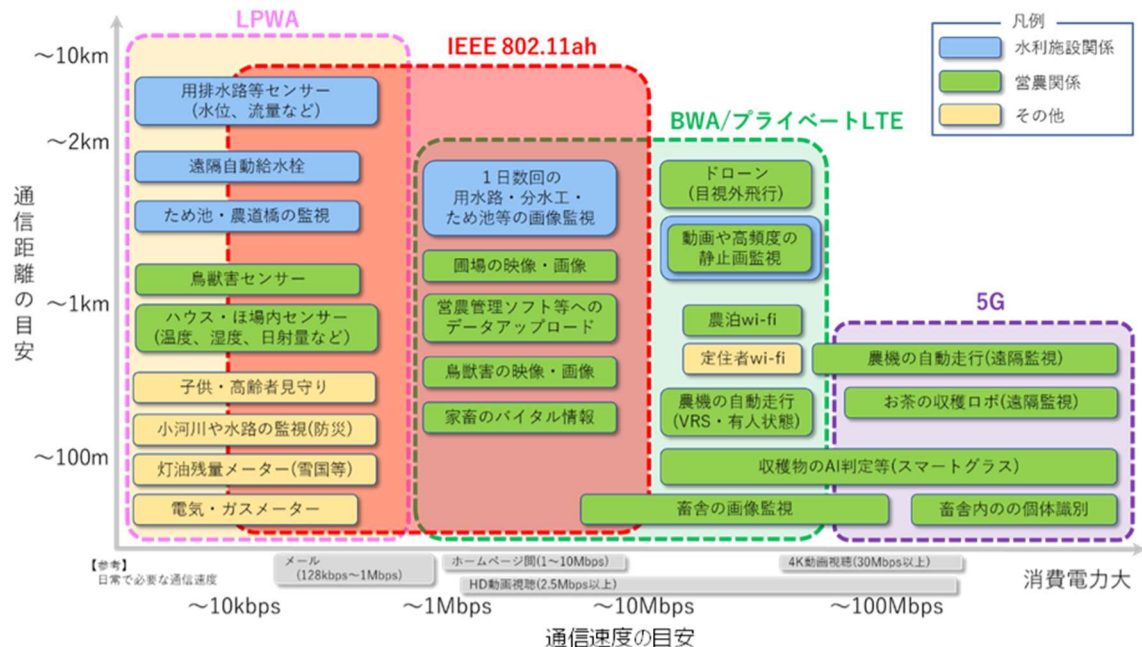 LPWA
IEEE 802.11ah
BWA/プライベートLTE
5G
凡例
水利施設関係
営農関係
その他
通信距離の目安
～10km
～2km
～1km
～100m
用排水路等センサー
(水位、流量など)
遠隔自動給水栓
ため池・農道橋の監視
鳥獣害センサー
ハウス・ほ場内センサー
(温度、湿度、日射量など)
子供・高齢者見守り
小河川や水路の監視(防災)
灯油残量メーター(雪国等)
電気・ガスメーター
１日数回の
用水路・分水工・
ため池等の画像監視
圃場の映像・画像
営農管理ソフト等への
データアップロード
鳥獣害の映像・画像
家畜のバイタル情報
ドローン
(目視外飛行)
動画や高頻度の
静止画監視
農泊wi-fi
定住者wi-fi
農機の自動走行
(VRS・有人状態)
農機の自動走行(遠隔監視)
お茶の収穫ロボ(遠隔監視)
収穫物のAI判定等(スマートグラス)
畜舎の画像監視
畜舎内のの個体識別
【参考】
日常で必要な通信速度
メール
(128kbps～1Mbps)
ホームページ間(1～10Mbps)
HD動画視聴(2.5Mbps以上)
4K動画視聴(30Mbps以上)
消費電力大
～10kbps
～1Mbps
～10Mbps
～100Mbps
通信速度の目安